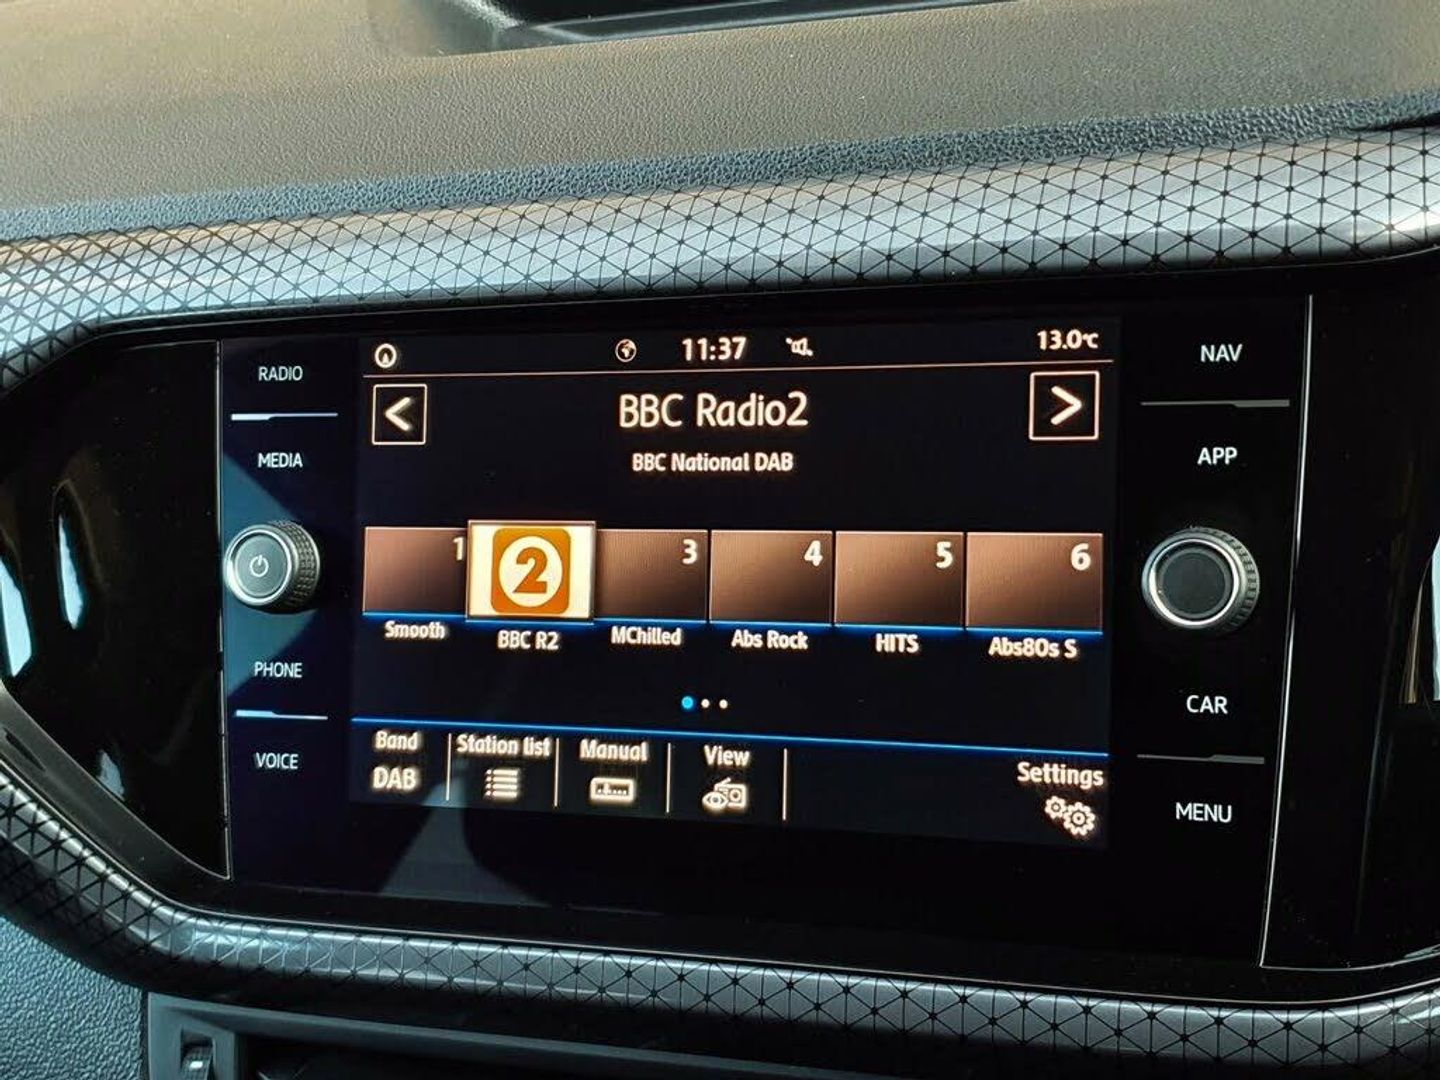 RADIO
MEDIA
PHONE
VOICE
11:37
13.0°C
<
BBC Radio2
>
BBC National DAB
1
2
3
4
5
6
Smooth
BBC R2
MChilled
Abs Rock
HITS
Abs80s S
Band
DAB
Station list
Manual
View
Settings
NAV
APP
CAR
MENU